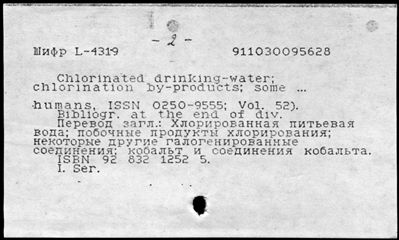 - 2 -
Шифр L-4319 911030095628
Chlorinated drinking-water;
chlorination by-products; some ...
humans, ISSN 0250-9555; Vol. 52).
Bibliogr. at the end of div.
Перевод загл.: Хлорированная питьевая
вода; побочные продукты хлорирования;
некоторые другие галогенированные
соединения; кобальт и соединения кобальта.
ISBN 92 832 1252 5.
I. Ser.